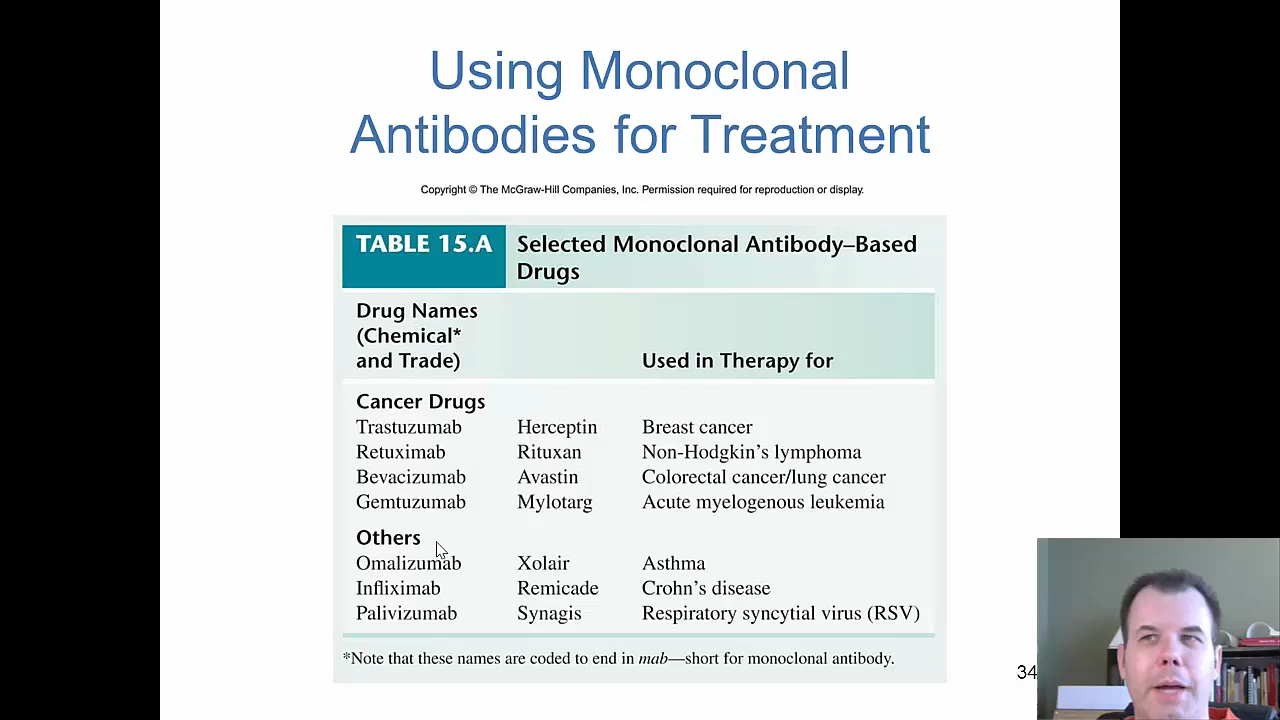 Using Monoclonal
Antibodies for Treatment
Copyright © The McGraw-Hill Companies, Inc. Permission required for reproduction or display.
TABLE 15.A Selected Monoclonal Antibody–Based
Drugs
Drug Names
(Chemical*
and Trade) Used in Therapy for
Cancer Drugs
Trastuzumab Herceptin Breast cancer
Retuximab Rituxan Non-Hodgkin's lymphoma
Bevacizumab Avastin Colorectal cancer/lung cancer
Gemtuzumab Mylotarg Acute myelogenous leukemia
Others
Omalizumab Xolair Asthma
Infliximab Remicade Crohn's disease
Palivizumab Synagis Respiratory syncytial virus (RSV)
*Note that these names are coded to end in mab—short for monoclonal antibody.
34